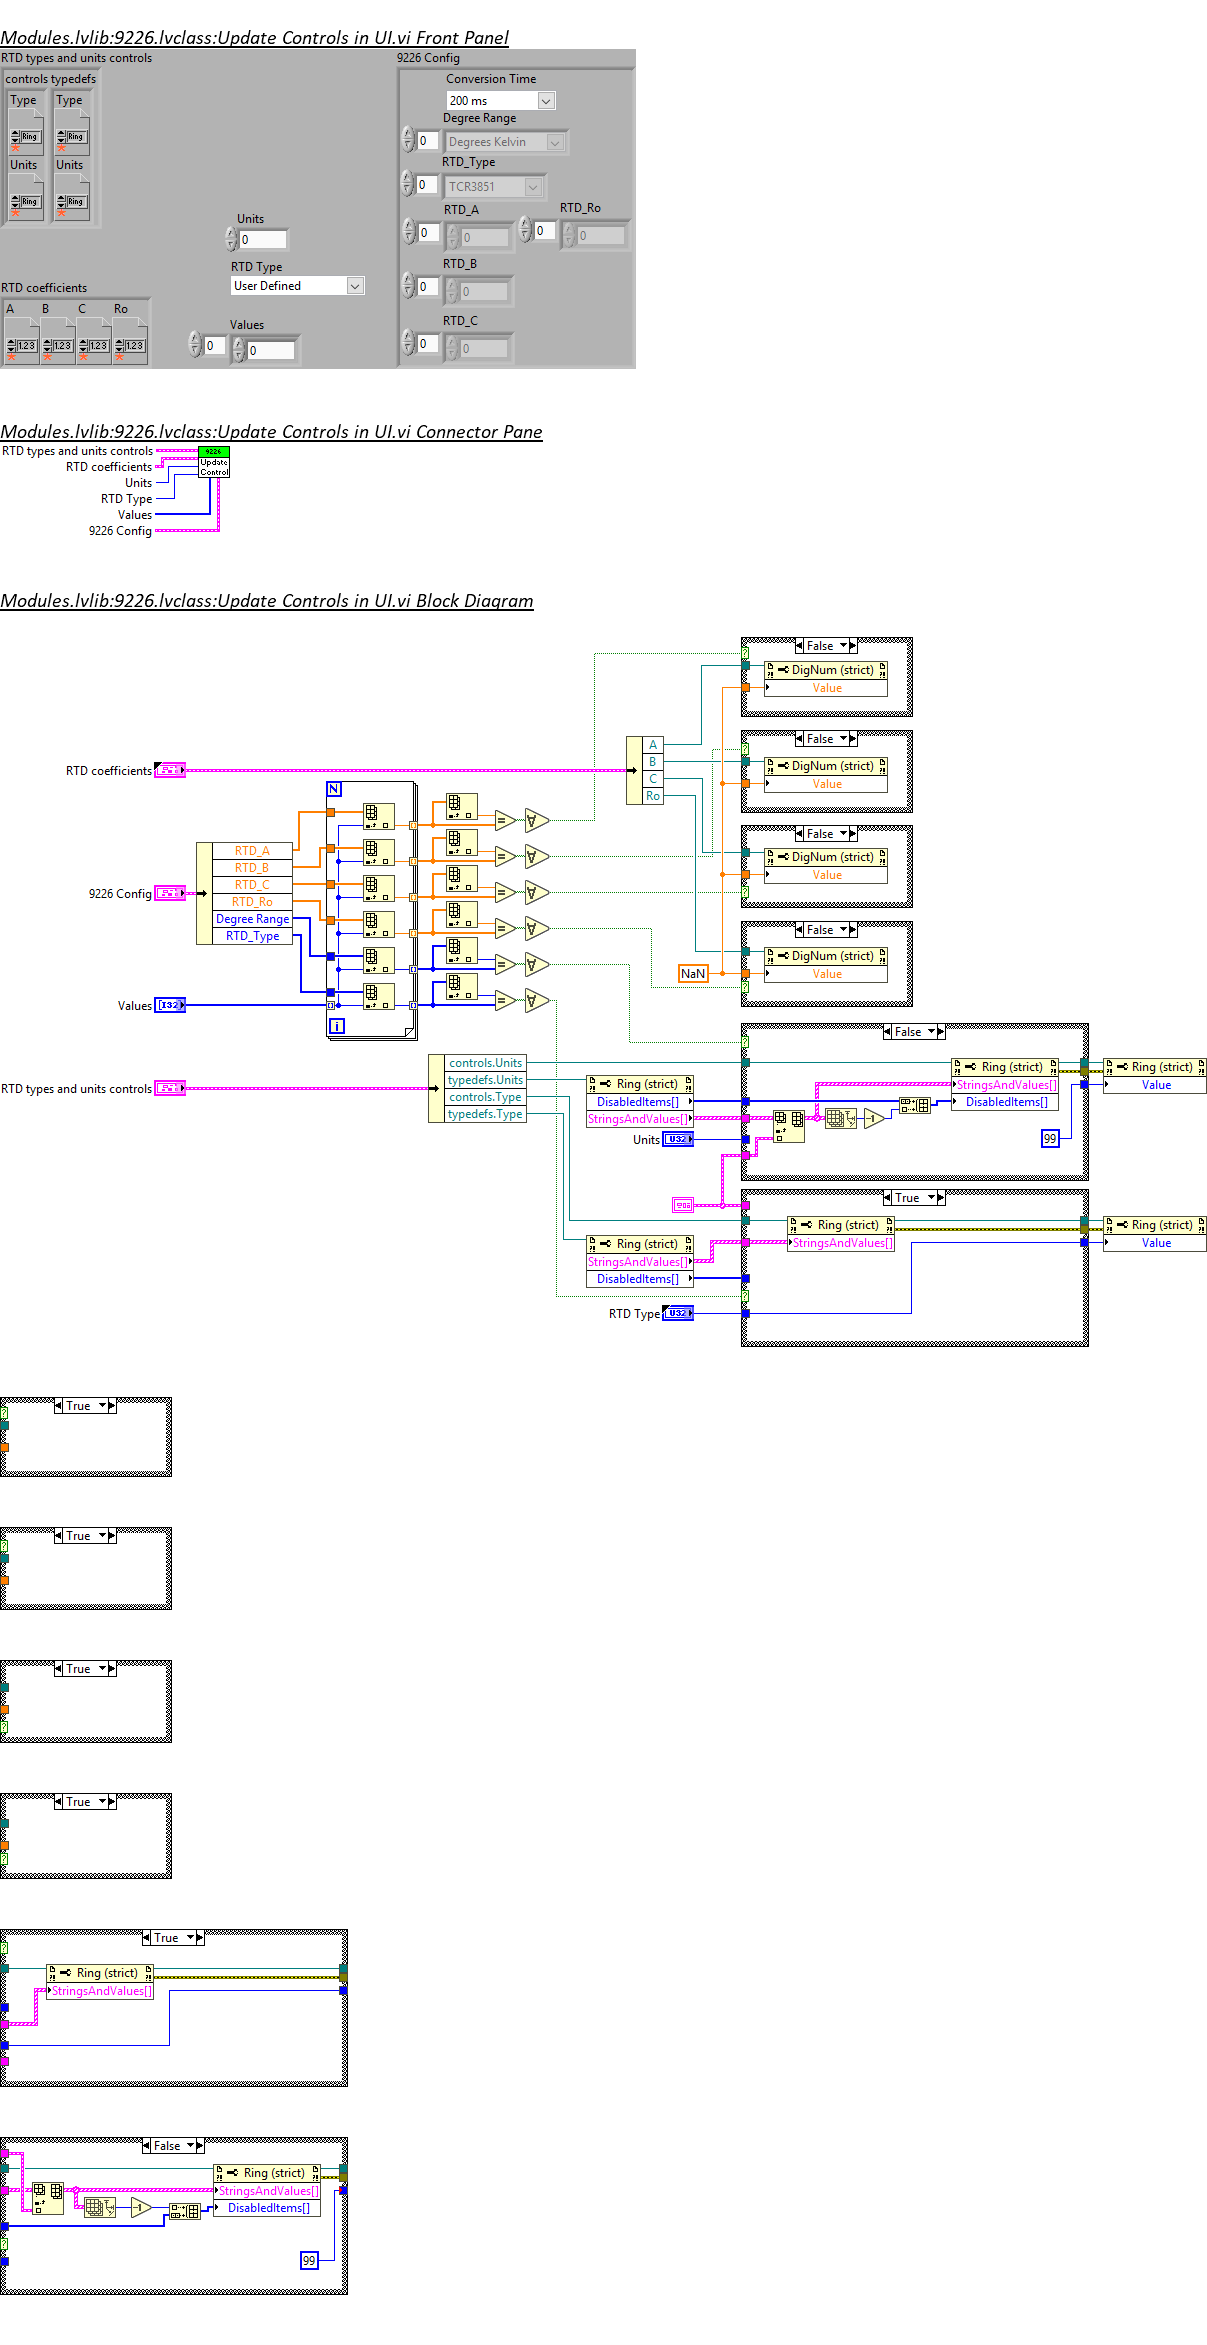 Modules.lvlib:9226.lvclass:Update Controls in UI.vi Front Panel
RTD types and units controls
9226 Config
controls typedefs
Type Type
Ring Ring
Units Units
Ring Ring
Conversion Time
200 ms
Degree Range
0 Degrees Kelvin
RTD_Type
0 TCR3851
RTD_A RTD_Ro
0 0 0 0
RTD_B
0 0
RTD_C
0 0
Units
0
RTD Type
User Defined
Values
0 0
RTD coefficients
A B C Ro
1.23 1.23 1.23 1.23
Modules.lvlib:9226.lvclass:Update Controls in UI.vi Connector Pane
RTD types and units controls
RTD coefficients
Units
RTD Type
Values
9226 Config
9226
Update
Control
Modules.lvlib:9226.lvclass:Update Controls in UI.vi Block Diagram
False
DigNum (strict)
Value
False
DigNum (strict)
Value
False
DigNum (strict)
Value
False
DigNum (strict)
Value
NaN
RTD coefficients
A
B
C
Ro
N
i
9226 Config
RTD_A
RTD_B
RTD_C
RTD_Ro
Degree Range
RTD_Type
Values I32
RTD types and units controls
controls.Units
typedefs.Units
controls.Type
typedefs.Type
Ring (strict)
DisabledItems[]
StringsAndValues[]
Units U32
False
Ring (strict)
StringsAndValues[]
DisabledItems[]
-1
99
Ring (strict)
Value
Ring (strict)
StringsAndValues[]
DisabledItems[]
RTD Type U32
True
Ring (strict)
StringsAndValues[]
Ring (strict)
Value
True
True
True
True
True
Ring (strict)
StringsAndValues[]
False
Ring (strict)
StringsAndValues[]
DisabledItems[]
-1
99